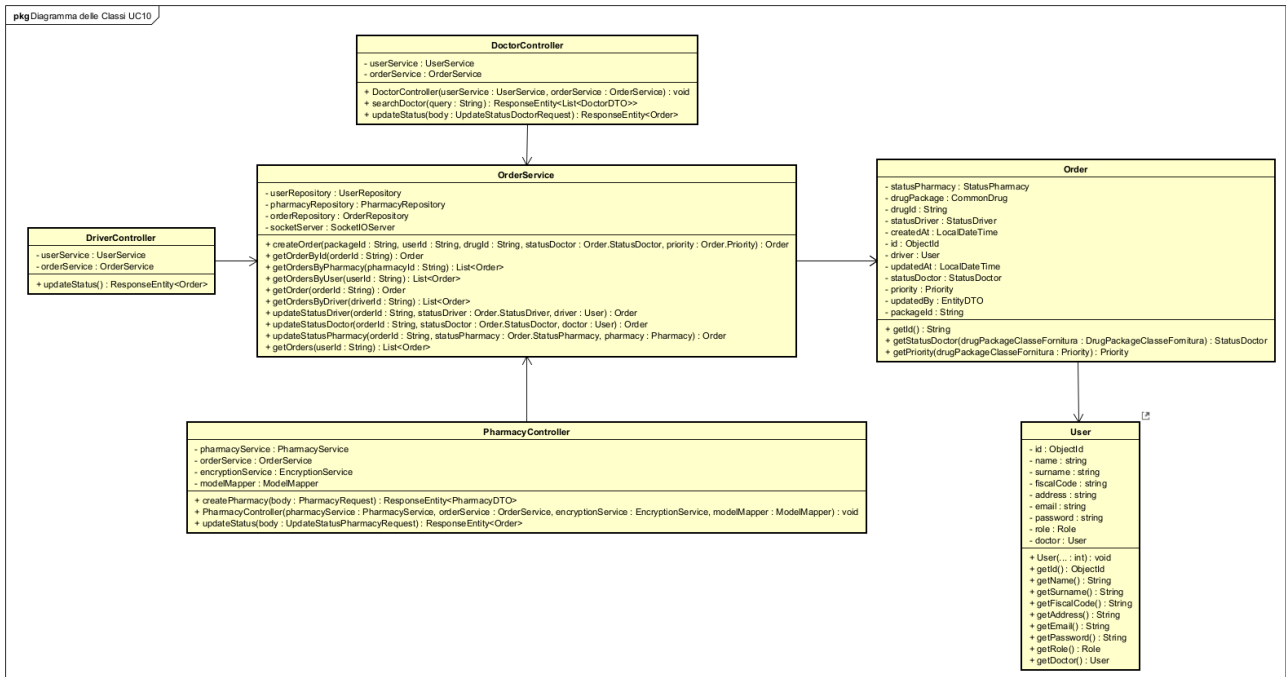 pkg Diagramma delle Classi UC10
DoctorController
- userService : UserService
- orderService : OrderService
+ DoctorController(userService : UserService, orderService : OrderService) : void
+ searchDoctor(query : String) : ResponseEntity<List<DoctorDTO>>
+ updateStatus(body : UpdateStatusDoctorRequest) : ResponseEntity<Order>
OrderService
- userRepository : UserRepository
- pharmacyRepository : PharmacyRepository
- orderRepository : OrderRepository
- socketServer : SocketIOServer
+ createOrder(packageId : String, userId : String, drugId : String, statusDoctor : Order.StatusDoctor, priority : Order.Priority) : Order
+ getOrderById(orderId : String) : Order
+ getOrdersByPharmacy(pharmacyId : String) : List<Order>
+ getOrdersByUser(userId : String) : List<Order>
+ getOrder(orderId : String) : Order
+ getOrdersByDriver(driverId : String) : List<Order>
+ updateStatusDriver(orderId : String, statusDriver : Order.StatusDriver, driver : User) : Order
+ updateStatusDoctor(orderId : String, statusDoctor : Order.StatusDoctor, doctor : User) : Order
+ updateStatusPharmacy(orderId : String, statusPharmacy : Order.StatusPharmacy, pharmacy : Pharmacy) : Order
+ getOrders(userId : String) : List<Order>
Order
- statusPharmacy : StatusPharmacy
- drugPackage : CommonDrug
- drugId : String
- statusDriver : StatusDriver
- createdAt : LocalDateTime
- id : ObjectId
- driver : User
- updatedAt : LocalDateTime
- statusDoctor : StatusDoctor
- priority : Priority
- updatedBy : EntityDTO
- packageId : String
+ getId() : String
+ getStatusDoctor(drugPackageClasseFornitura : DrugPackageClasseFornitura) : StatusDoctor
+ getPriority(drugPackageClasseFornitura : Priority) : Priority
DriverController
- userService : UserService
- orderService : OrderService
+ updateStatus() : ResponseEntity<Order>
PharmacyController
- pharmacyService : PharmacyService
- orderService : OrderService
- encryptionService : EncryptionService
- modelMapper : ModelMapper
+ createPharmacy(body : PharmacyRequest) : ResponseEntity<PharmacyDTO>
+ PharmacyController(pharmacyService : PharmacyService, orderService : OrderService, encryptionService : EncryptionService, modelMapper : ModelMapper) : void
+ updateStatus(body : UpdateStatusPharmacyRequest) : ResponseEntity<Order>
User
- id : ObjectId
- name : string
- surname : string
- fiscalCode : string
- address : string
- email : string
- password : string
- role : Role
- doctor : User
+ User(... : int) : void
+ getId() : ObjectId
+ getName() : String
+ getSurname() : String
+ getFiscalCode() : String
+ getAddress() : String
+ getEmail() : String
+ getPassword() : String
+ getRole() : Role
+ getDoctor() : User